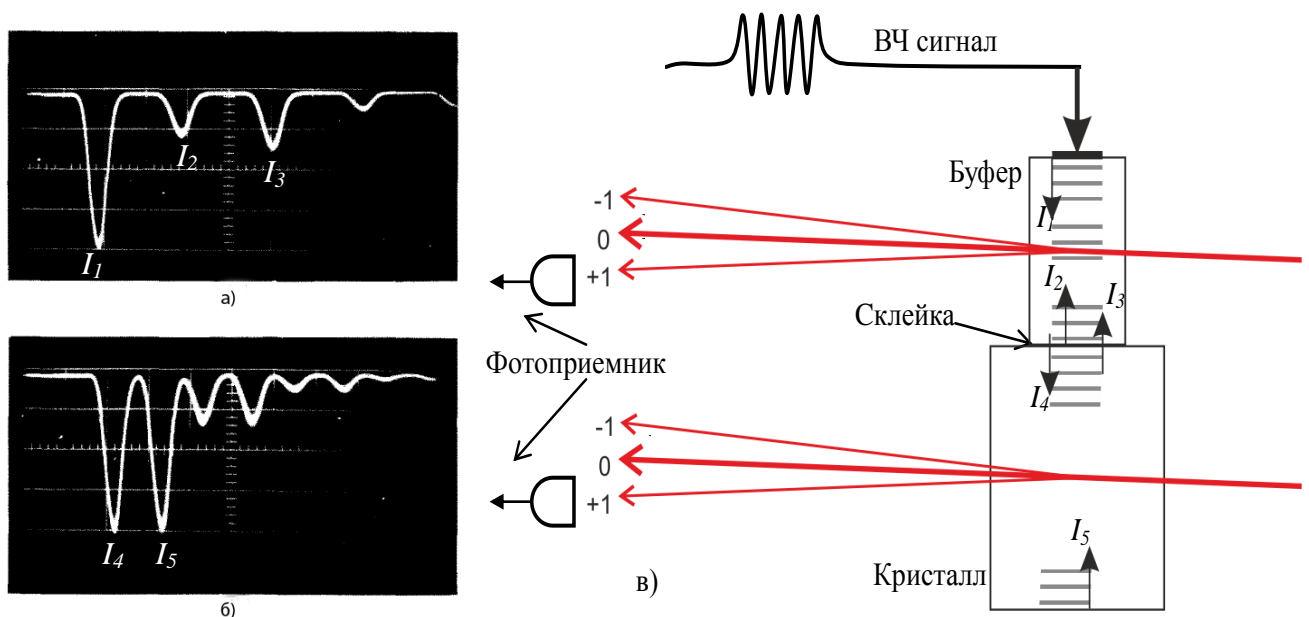 I1
I2
I3
а)
I4
I5
б)
ВЧ сигнал
Буфер
I1
-1
0
+1
I2
I3
Склейка
Фотоприемник
I4
-1
0
+1
I5
Кристалл
в)